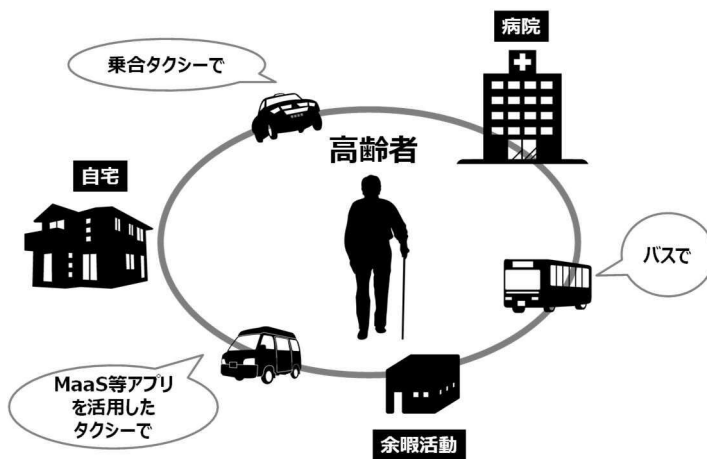 病院
乗合タクシーで
高齢者
自宅
バスで
MaaS等アプリ
を活用した
タクシーで
余暇活動